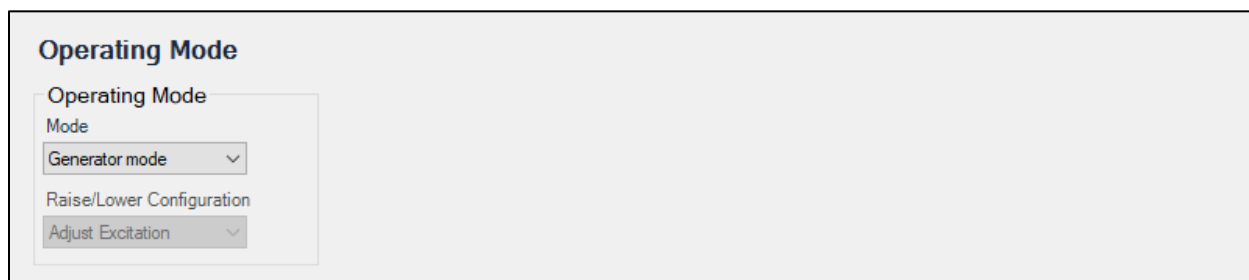 Operating Mode
Operating Mode
Mode
Generator mode
Raise/Lower Configuration
Adjust Excitation